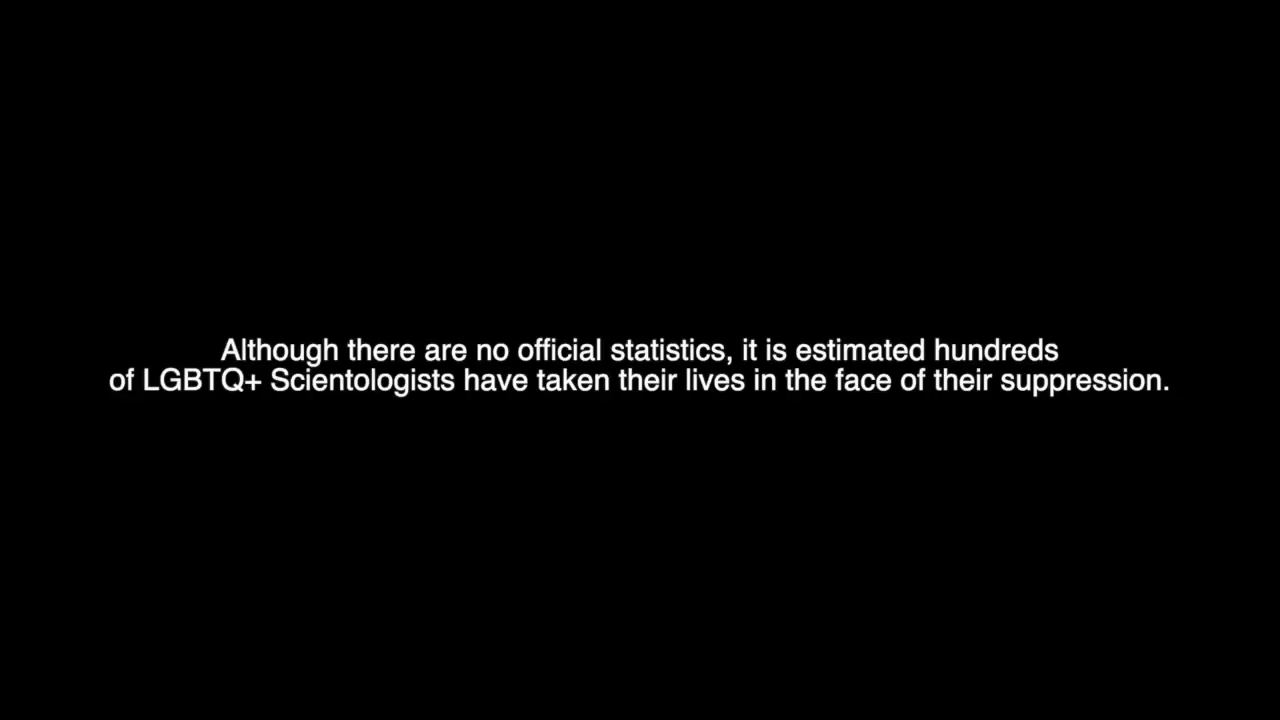 Although there are no official statistics, it is estimated hundreds
of LGBTQ+ Scientologists have taken their lives in the face of their suppression.